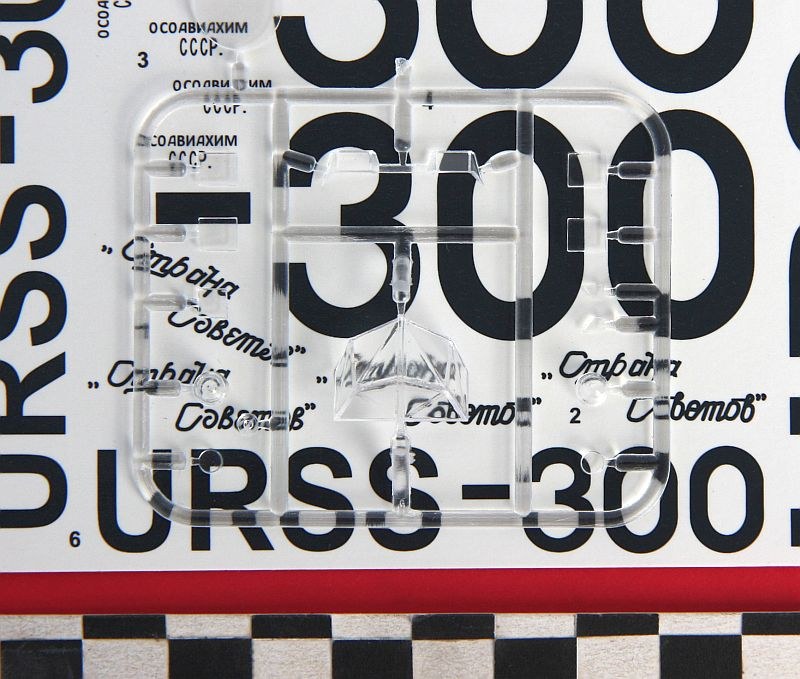 ОСОАВИАХИМ
СССР.
3
ОСОАВИАХИМ
СССР.
4
ОСОАВИАХИМ
СССР.
300
„Страна
Советов”
„Страна
Советов”
„Страна
Советов”
„Страна
Советов”
2
URSS-300
6
URSS-30